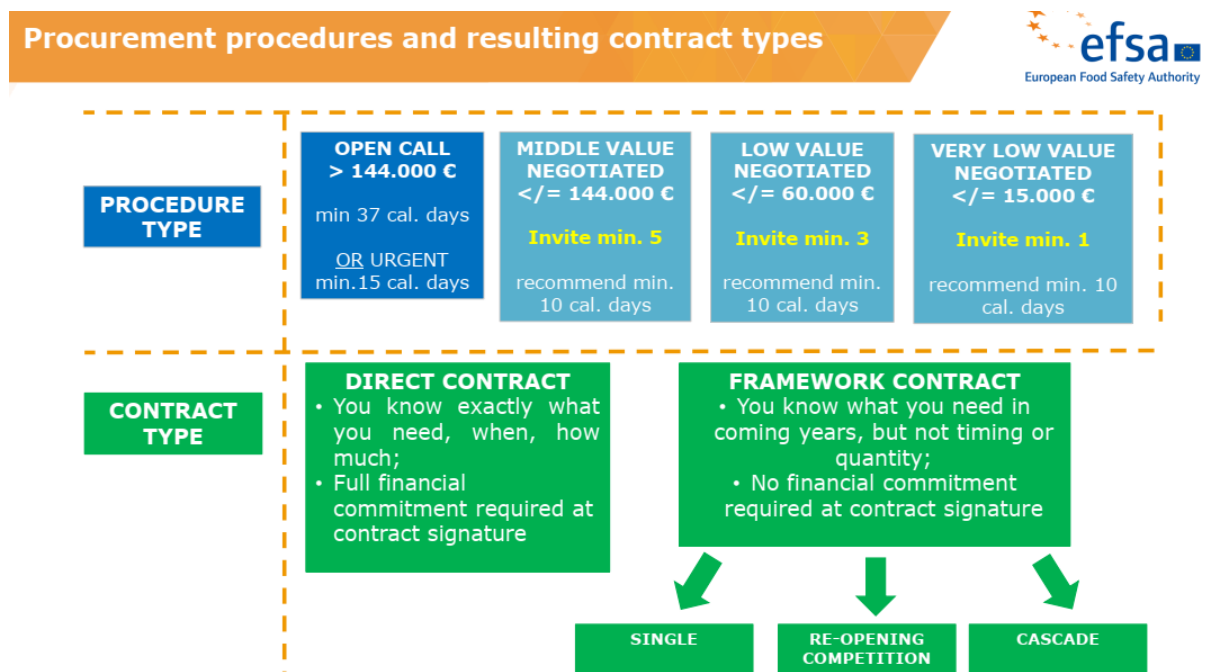 Procurement procedures and resulting contract types
efsa
European Food Safety Authority
PROCEDURE
TYPE
OPEN CALL
> 144.000 €
min 37 cal. days
OR URGENT
min.15 cal. days
MIDDLE VALUE
NEGOTIATED
</= 144.000 €
Invite min. 5
recommend min.
10 cal. days
LOW VALUE
NEGOTIATED
</= 60.000 €
Invite min. 3
recommend min.
10 cal. days
VERY LOW VALUE
NEGOTIATED
</= 15.000 €
Invite min. 1
recommend min. 10
cal. days
CONTRACT
TYPE
DIRECT CONTRACT
• You know exactly what
you need, when, how
much;
• Full financial
commitment required at
contract signature
FRAMEWORK CONTRACT
• You know what you need in
coming years, but not timing or
quantity;
• No financial commitment
required at contract signature
SINGLE
RE-OPENING
COMPETITION
CASCADE